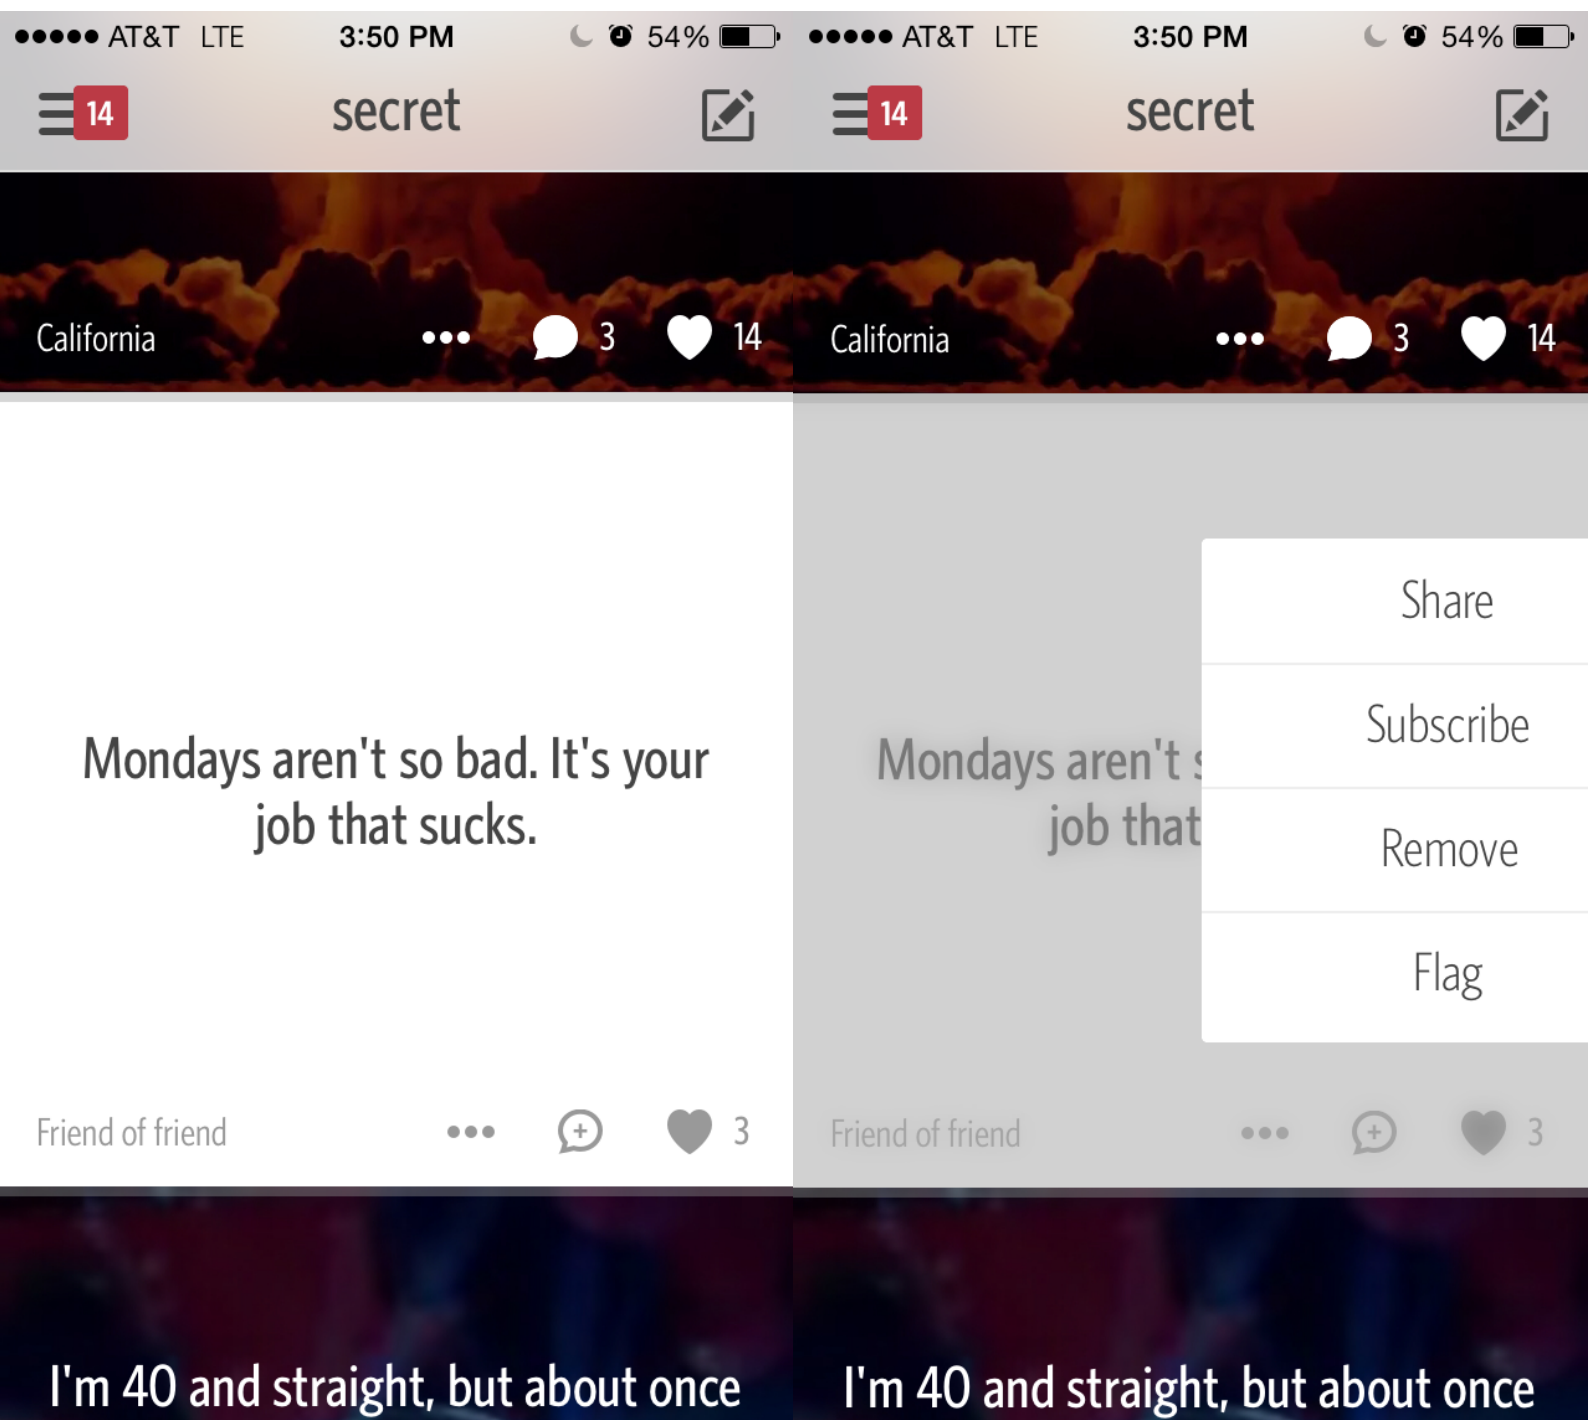 AT&T LTE 3:50 PM 54%
14 secret
California 3 14
Mondays aren't so bad. It's your
job that sucks.
Friend of friend 3
I'm 40 and straight, but about once
AT&T LTE 3:50 PM 54%
14 secret
California 3 14
Share
Subscribe
Mondays aren't
job that
Remove
Flag
Friend of friend 3
I'm 40 and straight, but about once